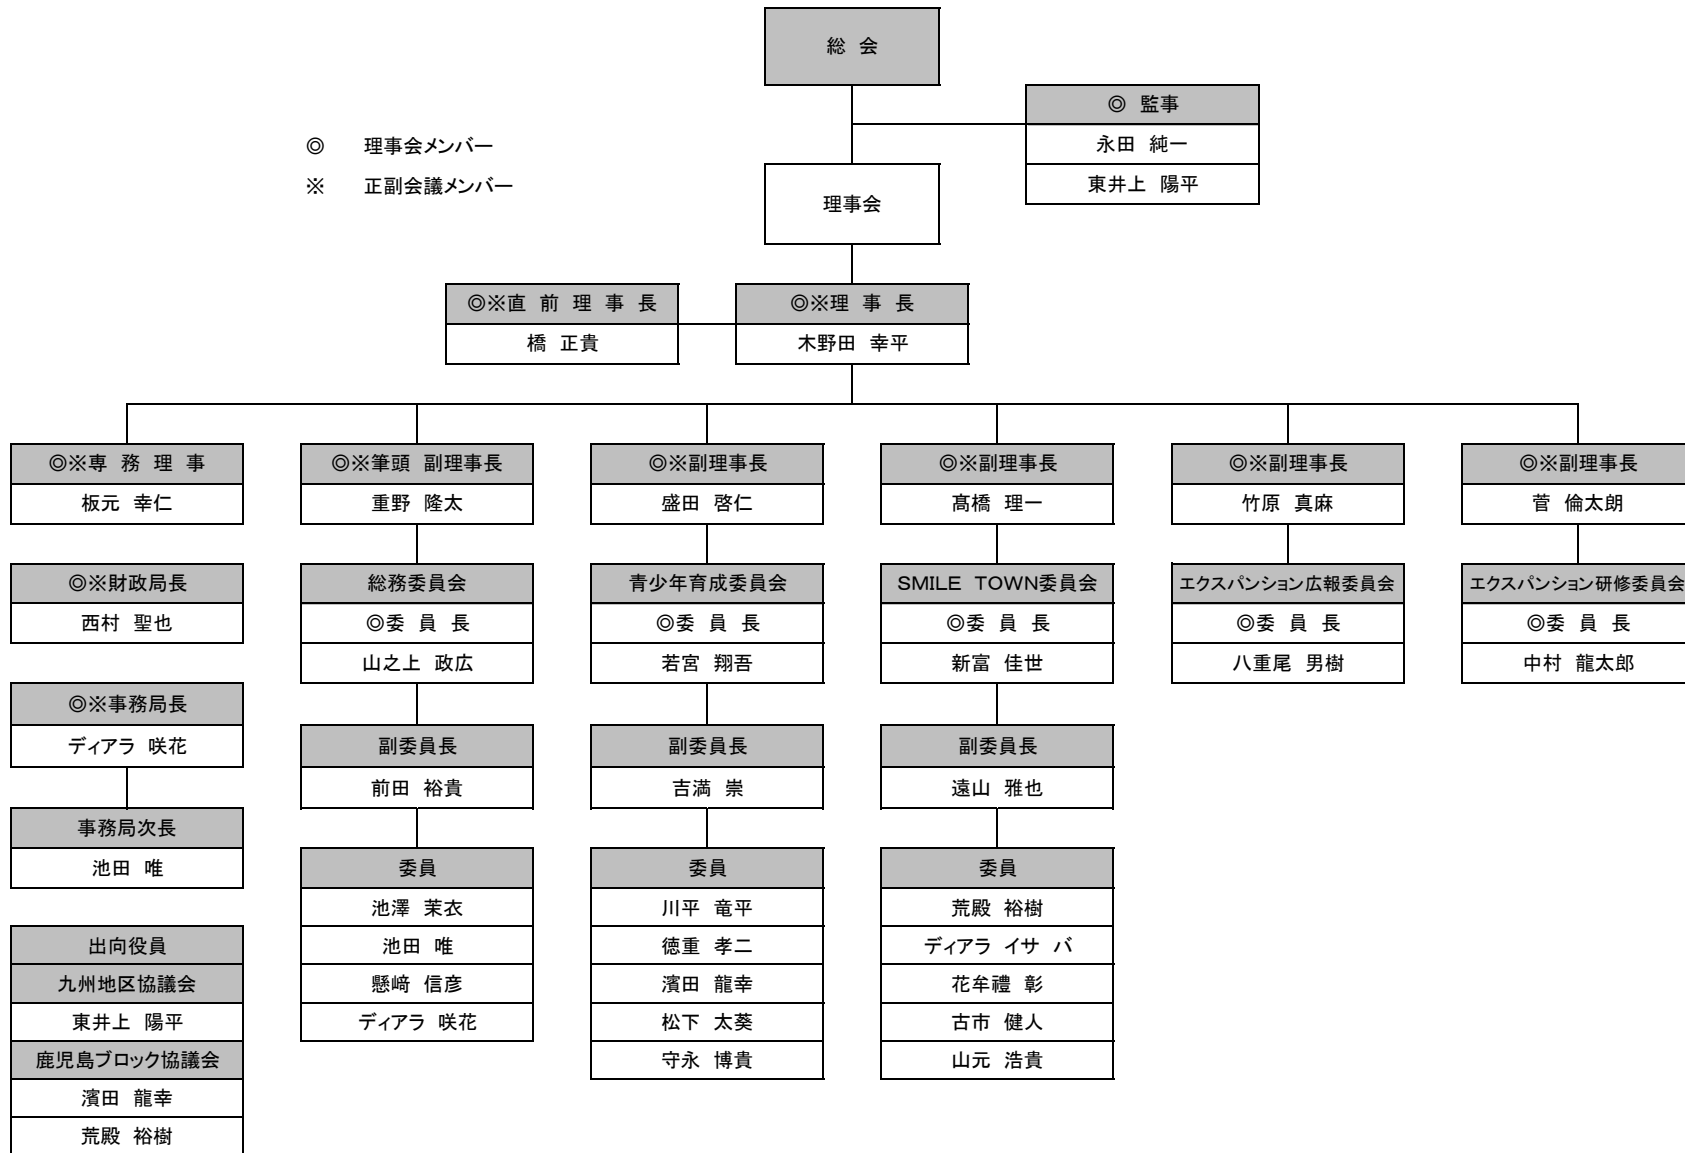 総 会
◎ 監事
永田 純一
東井上 陽平
◎ 理事会メンバー
※ 正副会議メンバー
理事会
◎※直 前 理 事 長
橋 正貴
◎※理 事 長
木野田 幸平
◎※専 務 理 事
板元 幸仁
◎※財政局長
西村 聖也
◎※事務局長
ディアラ 咲花
事務局次長
池田 唯
出向役員
九州地区協議会
東井上 陽平
鹿児島ブロック協議会
濱田 龍幸
荒殿 裕樹
◎※筆頭 副理事長
重野 隆太
総務委員会
◎委 員 長
山之上 政広
副委員長
前田 裕貴
委員
池澤 茉衣
池田 唯
懸﨑 信彦
ディアラ 咲花
◎※副理事長
盛田 啓仁
青少年育成委員会
◎委 員 長
若宮 翔吾
副委員長
吉満 崇
委員
川平 竜平
徳重 孝二
濱田 龍幸
松下 太葵
守永 博貴
◎※副理事長
髙橋 理一
SMILE TOWN委員会
◎委 員 長
新富 佳世
副委員長
遠山 雅也
委員
荒殿 裕樹
ディアラ イサ バ
花牟禮 彰
古市 健人
山元 浩貴
◎※副理事長
竹原 真麻
エクスパンション広報委員会
◎委 員 長
八重尾 男樹
◎※副理事長
菅 倫太朗
エクスパンション研修委員会
◎委 員 長
中村 龍太郎